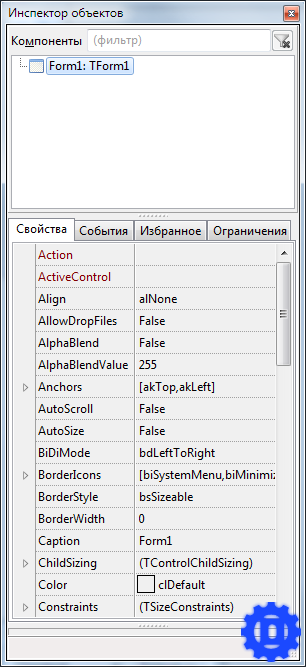 Инспектор объектов
Компоненты (фильтр)
Form1: TForm1
Свойства События Избранное Ограничения
Action
ActiveControl
Align alNone
AllowDropFiles False
AlphaBlend False
AlphaBlendValue 255
Anchors [akTop,akLeft]
AutoScroll False
AutoSize False
BiDiMode bdLeftToRight
BorderIcons [biSystemMenu,biMinimiz
BorderStyle bsSizeable
BorderWidth 0
Caption Form1
ChildSizing (TControlChildSizing)
Color clDefault
Constraints (TSizeConstraints)